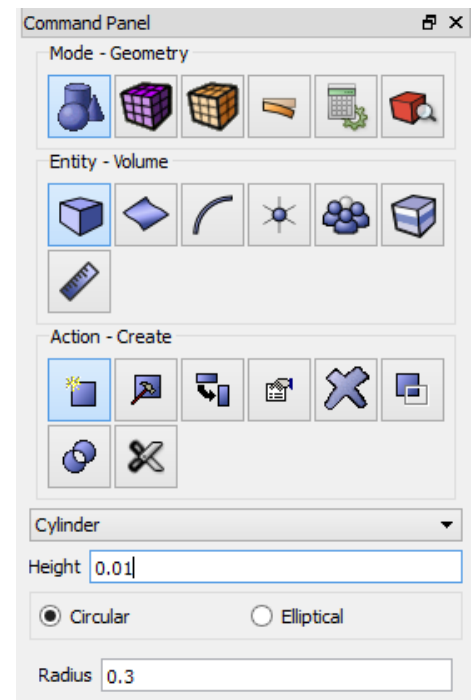 Command Panel
Mode - Geometry
Entity - Volume
Action - Create
Cylinder
Height 0.01
Circular Elliptical
Radius 0.3